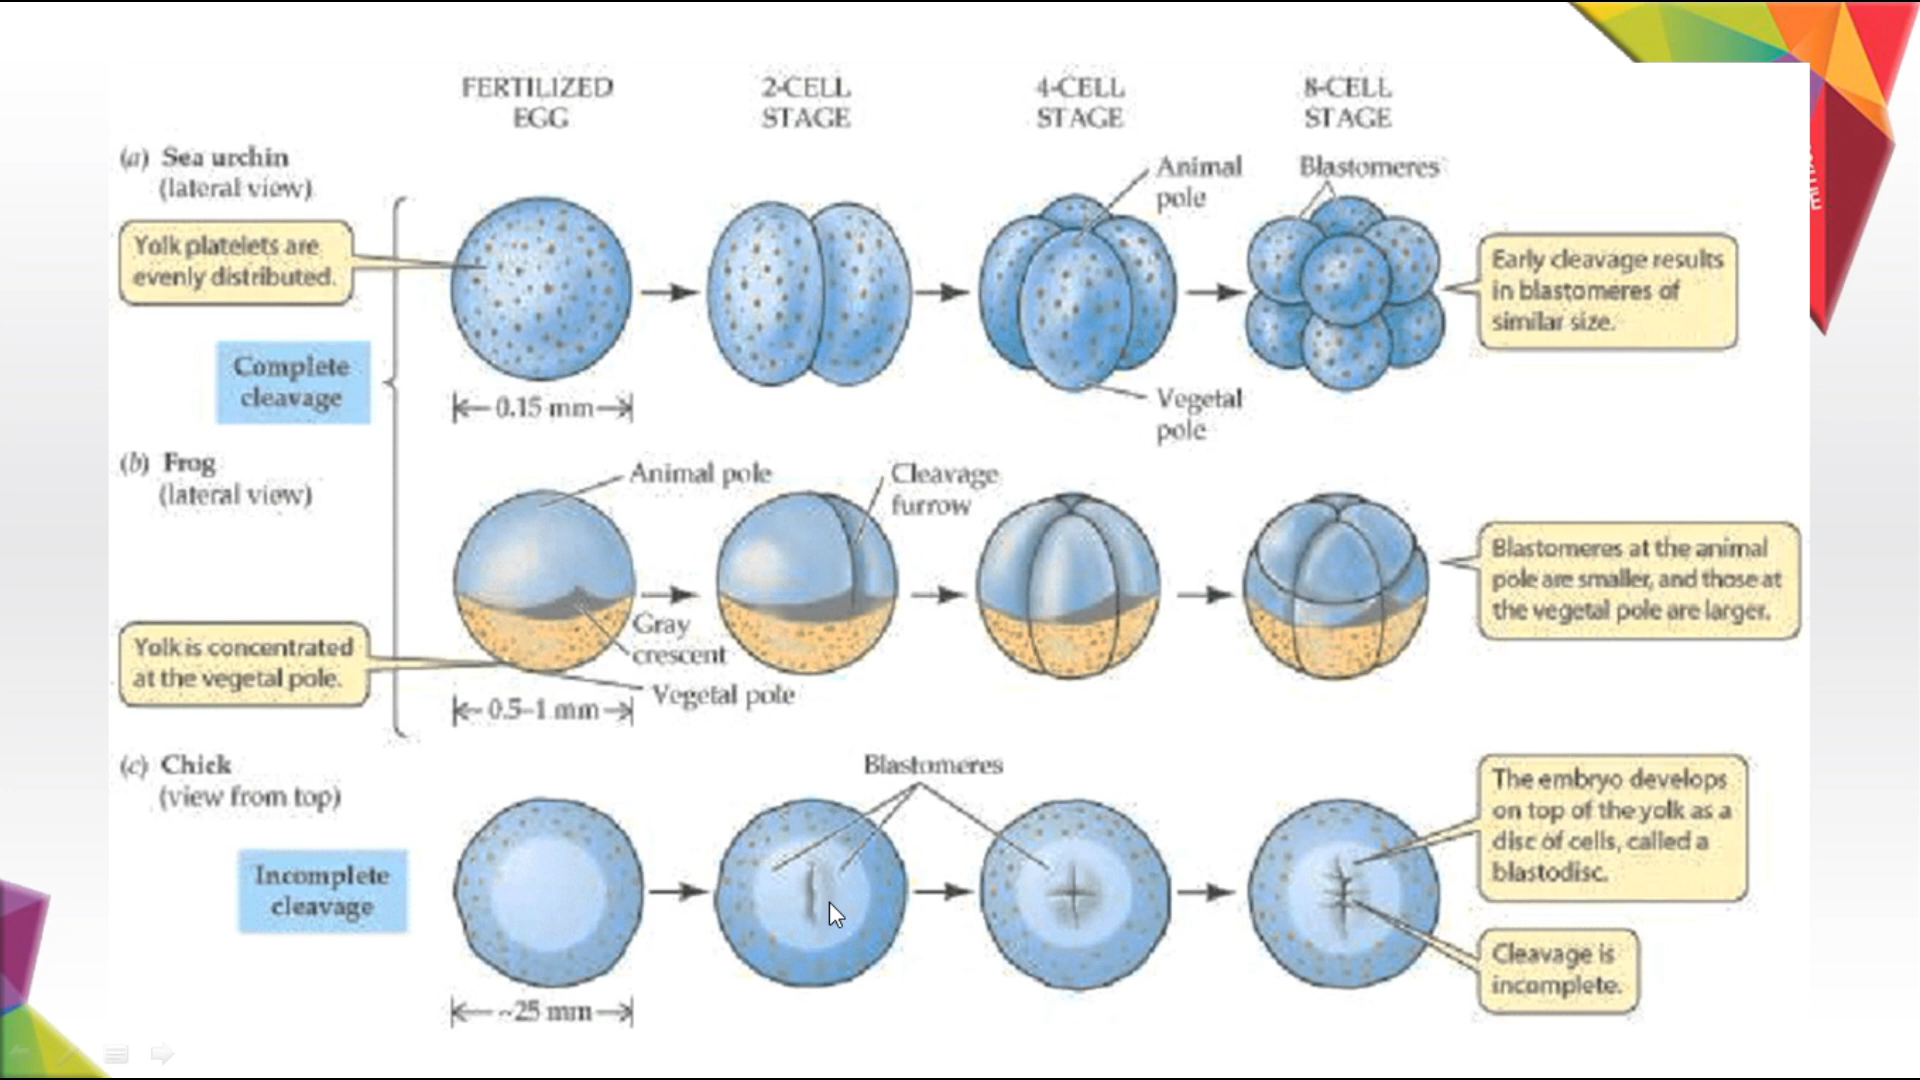 FERTILIZED
EGG
2-CELL
STAGE
4-CELL
STAGE
8-CELL
STAGE
(a) Sea urchin
(lateral view)
Yolk platelets are
evenly distributed.
Animal
pole
Blastomeres
Early cleavage results
in blastomeres of
similar size.
Complete
cleavage
0.15 mm
Vegetal
pole
(b) Frog
(lateral view)
Animal pole
Cleavage
furrow
Blastomeres at the animal
pole are smaller, and those at
the vegetal pole are larger.
Gray
crescent
Yolk is concentrated
at the vegetal pole.
Vegetal pole
0.5–1 mm
(c) Chick
(view from top)
Blastomeres
The embryo develops
on top of the yolk as a
disc of cells, called a
blastodisc.
Incomplete
cleavage
Cleavage is
incomplete.
~25 mm